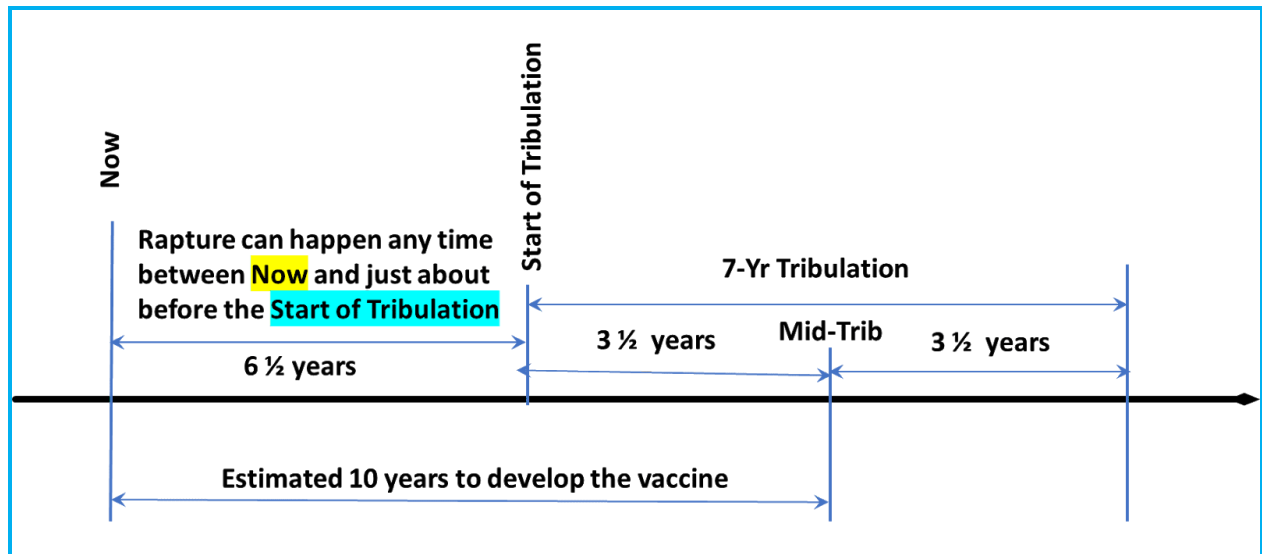 Now
Start of Tribulation
Rapture can happen any time
between Now and just about
before the Start of Tribulation
6 ½ years
7-Yr Tribulation
3 ½ years
Mid-Trib
3 ½ years
Estimated 10 years to develop the vaccine